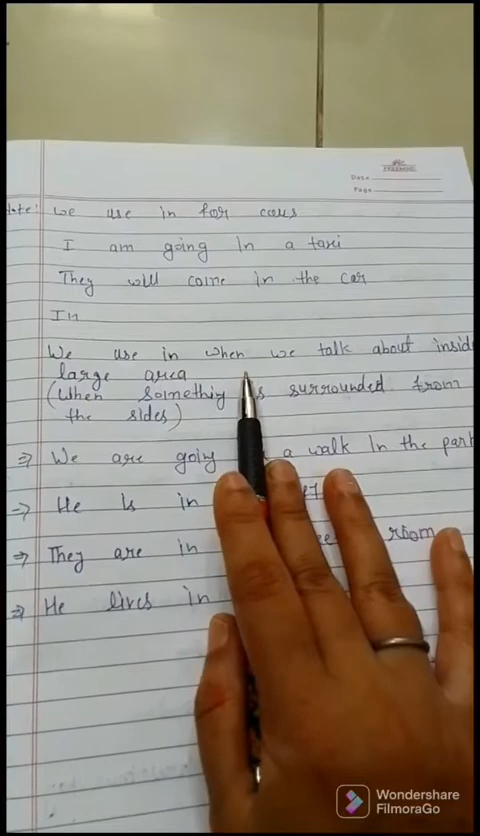 Date
Page
Note: We use in for cars
I am going in a taxi
They will come in the car
In
We use in when we talk about inside
large area
(When something is surrounded from
the sides)
⇒ We are going a walk in the park
→ He is in
⇒ They are in room
⇒ He lives in
Wondershare
FilmoraGo